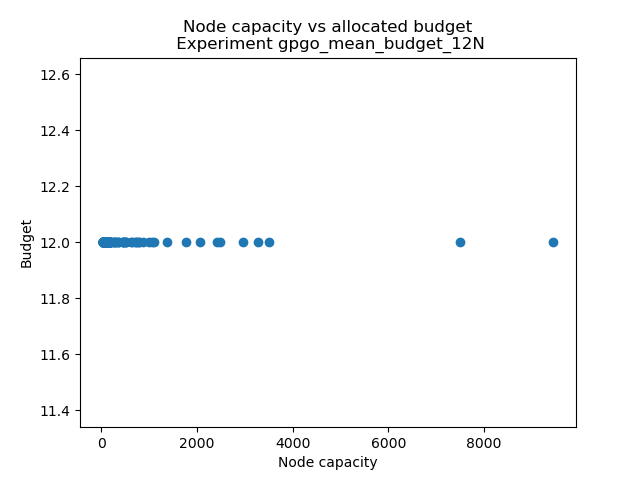 Node capacity vs allocated budget
Experiment gpgo_mean_budget_12N
12.6
12.4
12.2
12.0
11.8
11.6
11.4
Budget
0 2000 4000 6000 8000
Node capacity